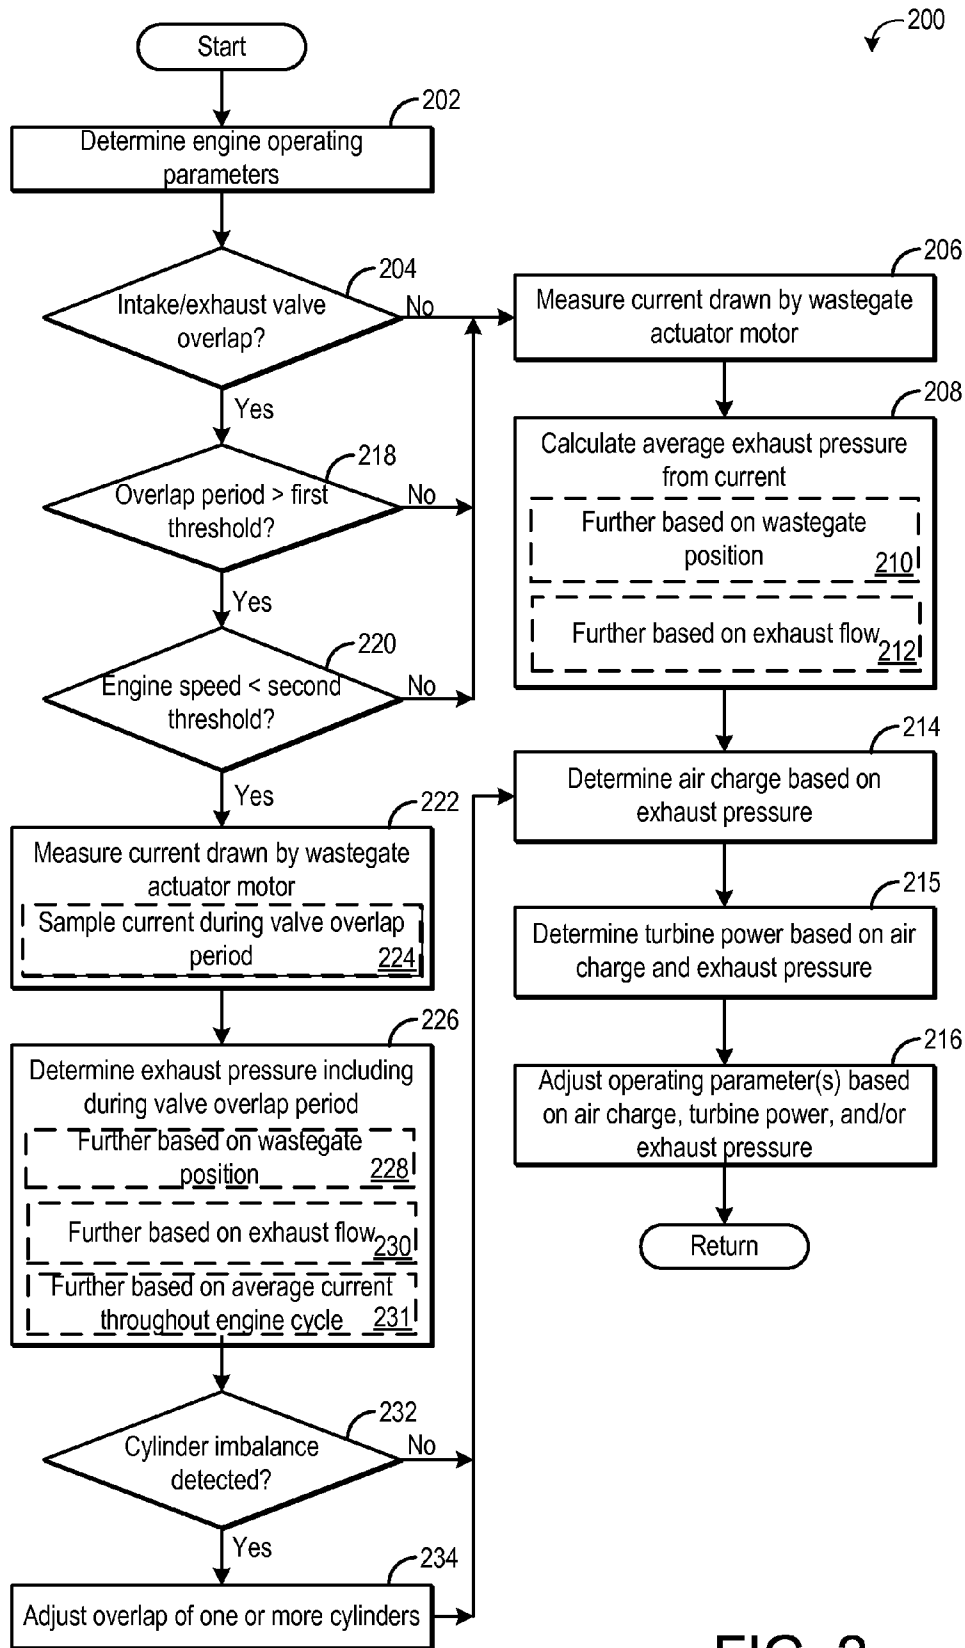 200
Start
202
Determine engine operating
parameters
204
Intake/exhaust valve
overlap?
No
Yes
218
Overlap period > first
threshold?
No
Yes
220
Engine speed < second
threshold?
No
Yes
222
Measure current drawn by wastegate
actuator motor
Sample current during valve overlap
period
224
226
Determine exhaust pressure including
during valve overlap period
Further based on wastegate
position
228
Further based on exhaust flow
230
Further based on average current
throughout engine cycle
231
232
Cylinder imbalance
detected?
No
Yes
234
Adjust overlap of one or more cylinders
206
Measure current drawn by wastegate
actuator motor
208
Calculate average exhaust pressure
from current
Further based on wastegate
position
210
Further based on exhaust flow
212
214
Determine air charge based on
exhaust pressure
215
Determine turbine power based on air
charge and exhaust pressure
216
Adjust operating parameter(s) based
on air charge, turbine power, and/or
exhaust pressure
Return